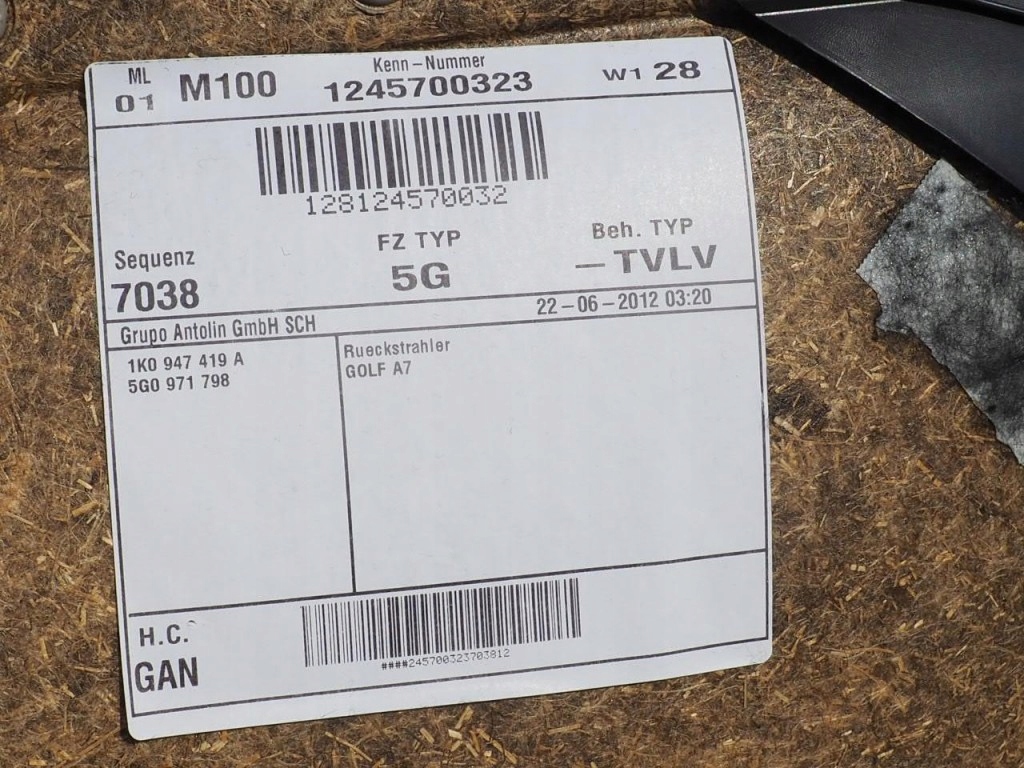 ML
01 M100
Kenn-Nummer
1245700323
W1 28
128124570032
Sequenz
7038
FZ TYP
5G
Beh. TYP
–TVLV
Grupo Antolin GmbH SCH
22-06-2012 03:20
1K0 947 419 A
5G0 971 798
Rueckstrahler
GOLF A7
H.C.
GAN
####245700323703812